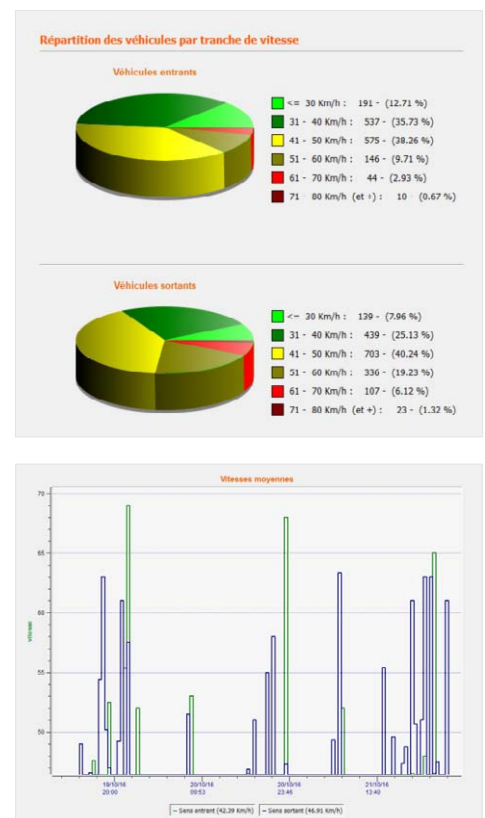 Répartition des véhicules par tranche de vitesse
Véhicules entrants
<= 30 Km/h : 191 - (12.71 %)
31 - 40 Km/h : 537 - (35.73 %)
41 - 50 Km/h : 575 - (38.26 %)
51 - 60 Km/h : 146 - (9.71 %)
61 - 70 Km/h : 44 - (2.93 %)
71 - 80 Km/h (et +) : 10 - (0.67 %)
Véhicules sortants
<= 30 Km/h : 139 - (7.96 %)
31 - 40 Km/h : 439 - (25.13 %)
41 - 50 Km/h : 703 - (40.24 %)
51 - 60 Km/h : 336 - (19.23 %)
61 - 70 Km/h : 107 - (6.12 %)
71 - 80 Km/h (et +) : 23 - (1.32 %)
Vitesses moyennes
70
65
60
55
50
vitesse
19/10/16 20:00
20/10/16 09:53
20/10/16 23:46
21/10/16 13:40
– Sens entrant (42.39 Km/h) – Sens sortant (46.91 Km/h)